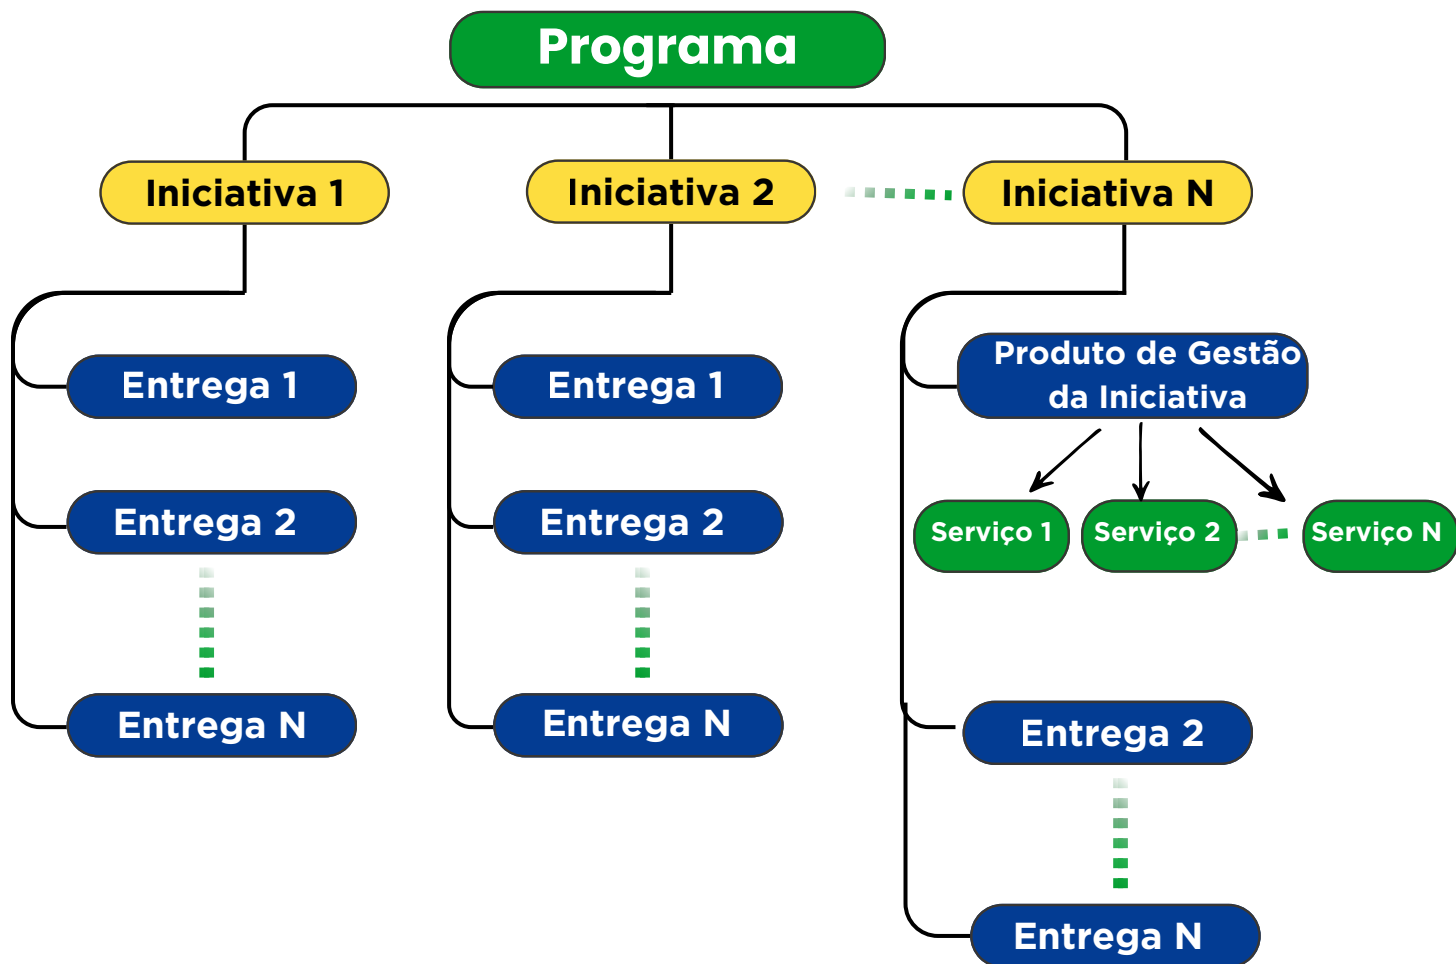 Programa
Iniciativa 1
Iniciativa 2
Iniciativa N
Entrega 1
Entrega 2
Entrega N
Entrega 1
Entrega 2
Entrega N
Produto de Gestão
da Iniciativa
Serviço 1
Serviço 2
Serviço N
Entrega 2
Entrega N